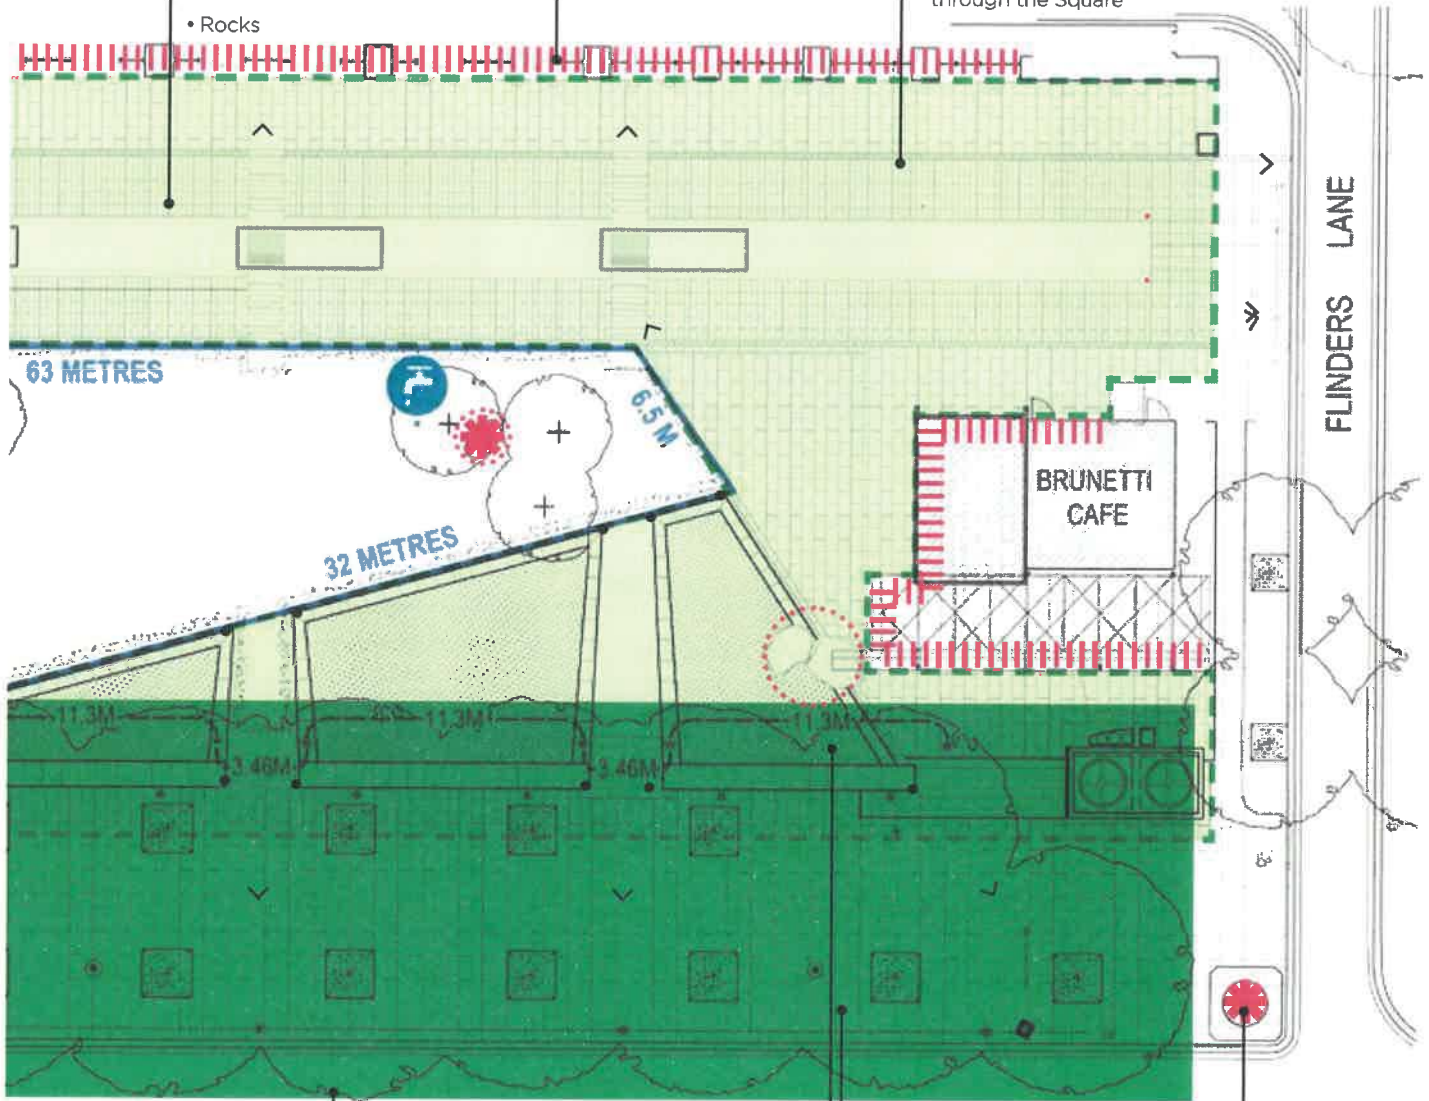 through the Square
• Rocks
FLINDERS LANE
63 METRES
6.5 M
BRUNETTI
CAFE
32 METRES
11.3M
11.3M
11.3M
3.46M
3.46M